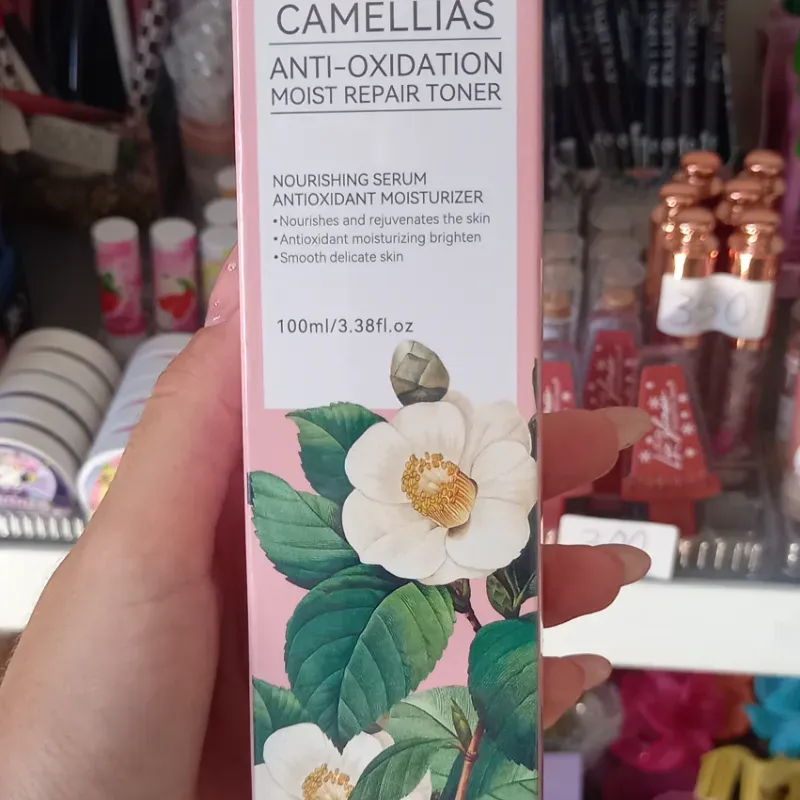 CAMELLIAS
ANTI-OXIDATION
MOIST REPAIR TONER
NOURISHING SERUM
ANTIOXIDANT MOISTURIZER
•Nourishes and rejuvenates the skin
•Antioxidant moisturizing brighten
•Smooth delicate skin
100ml/3.38fl.oz
350